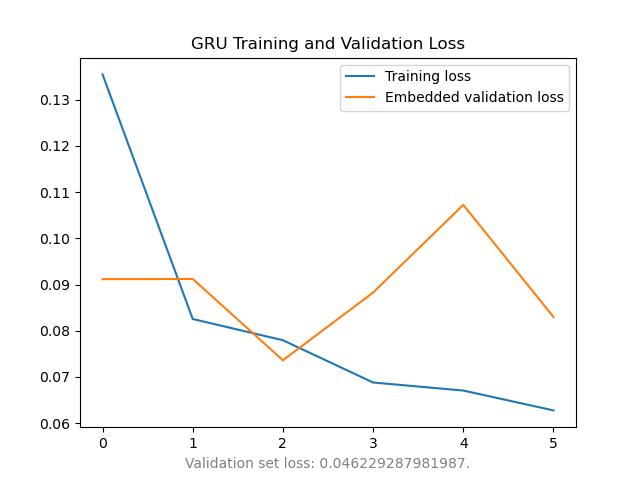 GRU Training and Validation Loss
Training loss
Embedded validation loss
0.13
0.12
0.11
0.10
0.09
0.08
0.07
0.06
0 1 2 3 4 5
Validation set loss: 0.046229287981987.